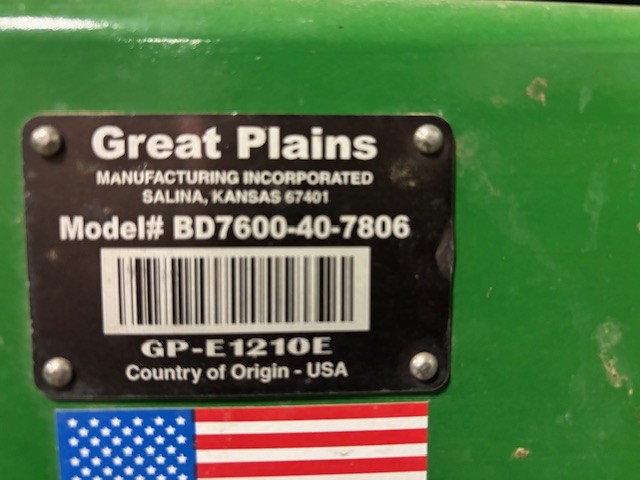 Great Plains
MANUFACTURING INCORPORATED
SALINA, KANSAS 67401
Model# BD7600-40-7806
GP-E1210E
Country of Origin - USA